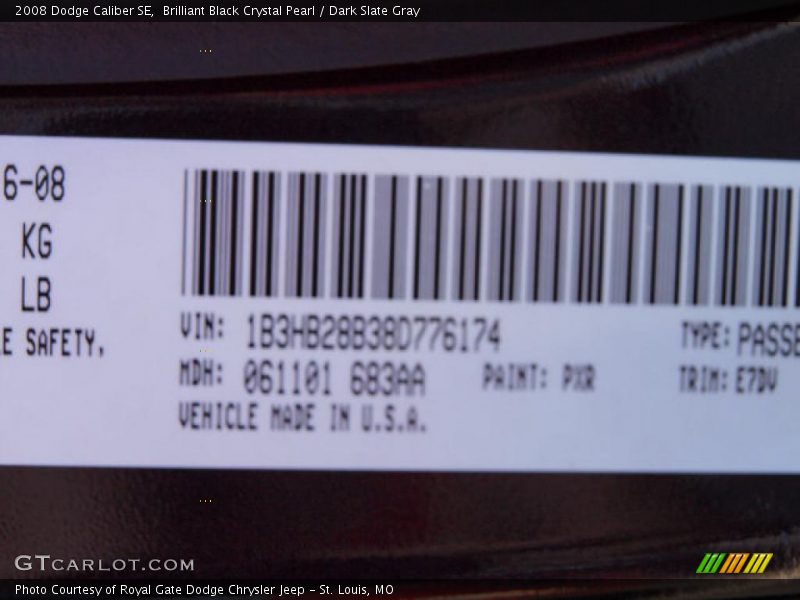 2008 Dodge Caliber SE,  Brilliant Black Crystal Pearl / Dark Slate Gray
6-08
KG
LB
E SAFETY,
VIN: 1B3HB28B38D776174
TYPE: PASSE
MDH: 061101 683AA
PAINT: PXR
TRIM: E7DV
VEHICLE MADE IN U.S.A.
GTCARLOT.COM
Photo Courtesy of Royal Gate Dodge Chrysler Jeep - St. Louis, MO